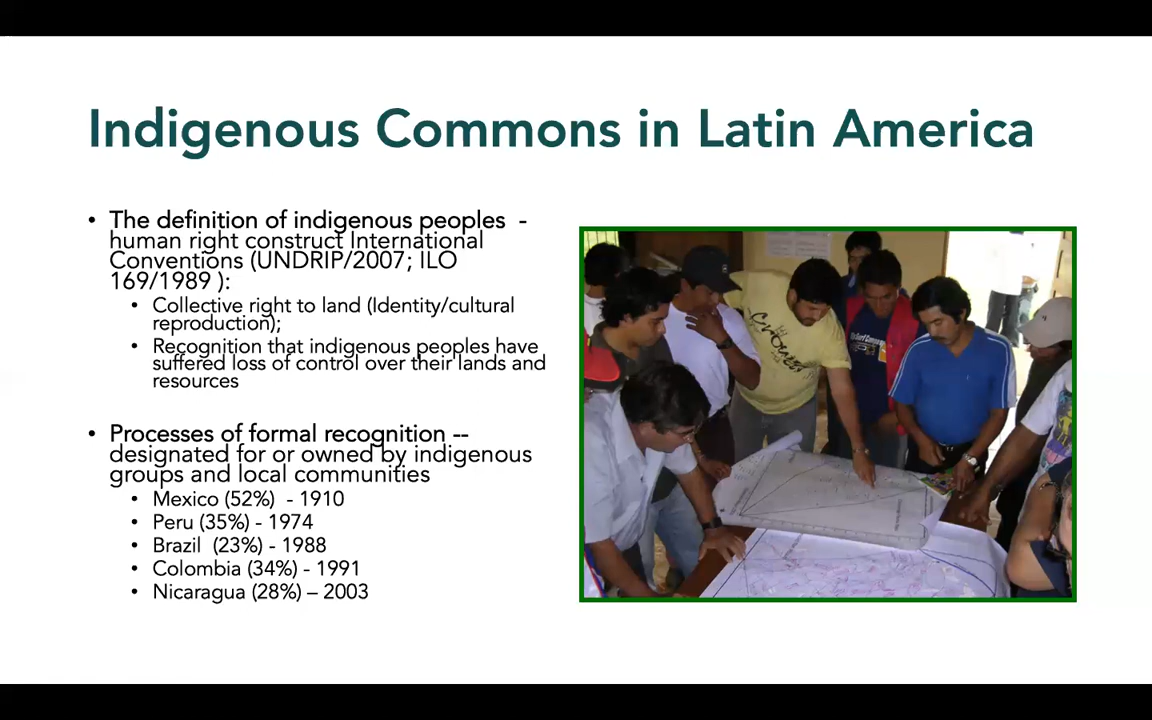 Indigenous Commons in Latin America
• The definition of indigenous peoples -
human right construct International
Conventions (UNDRIP/2007; ILO
169/1989 ):
• Collective right to land (Identity/cultural
reproduction);
• Recognition that indigenous peoples have
suffered loss of control over their lands and
resources
• Processes of formal recognition --
designated for or owned by indigenous
groups and local communities
• Mexico (52%) - 1910
• Peru (35%) - 1974
• Brazil (23%) - 1988
• Colombia (34%) - 1991
• Nicaragua (28%) – 2003